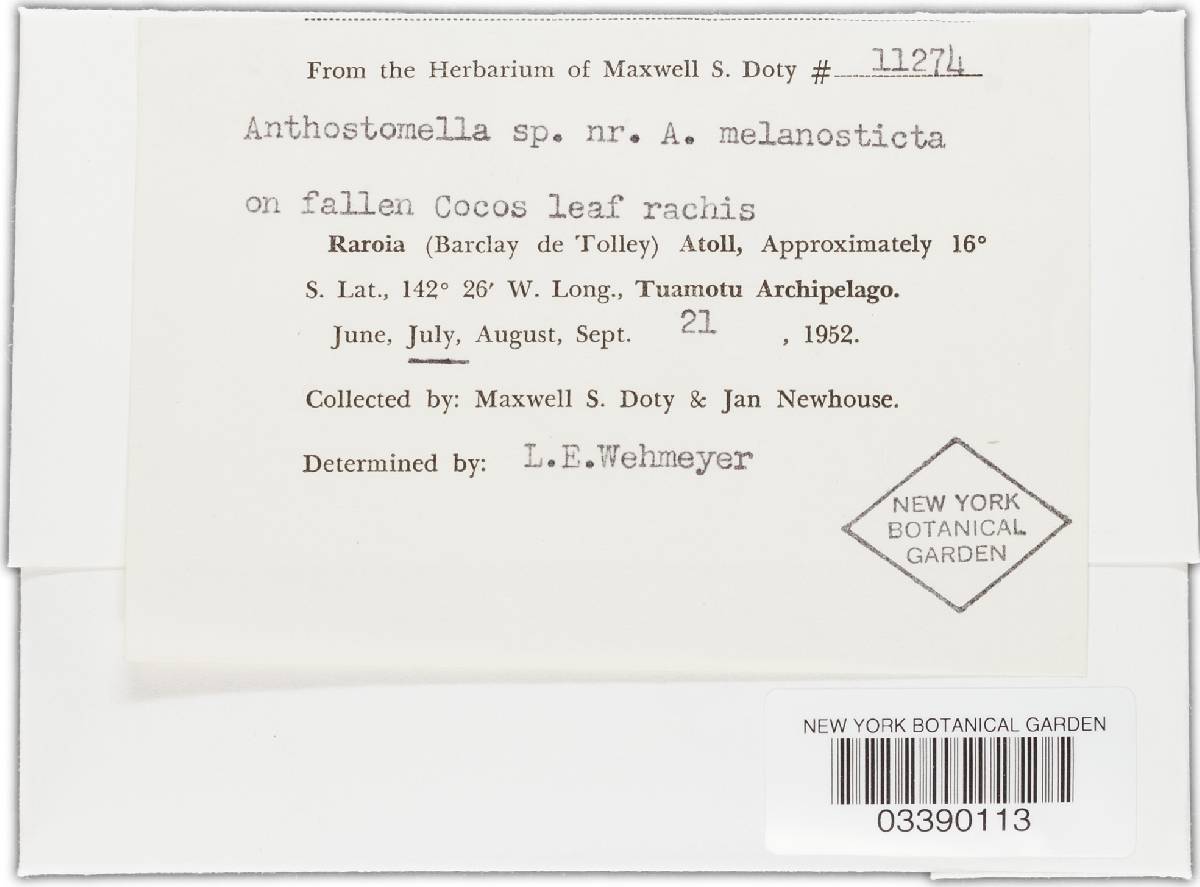 From the Herbarium of Maxwell S. Doty # 11274
Anthostomella sp. nr. A. melanosticta
on fallen Cocos leaf rachis
Raroia (Barclay de Tolley) Atoll, Approximately 16°
S. Lat., 142° 26′ W. Long., Tuamotu Archipelago.
June, July, August, Sept. 21 , 1952.
Collected by: Maxwell S. Doty & Jan Newhouse.
Determined by: L.E.Wehmeyer
NEW YORK
BOTANICAL
GARDEN
NEW YORK BOTANICAL GARDEN
03390113